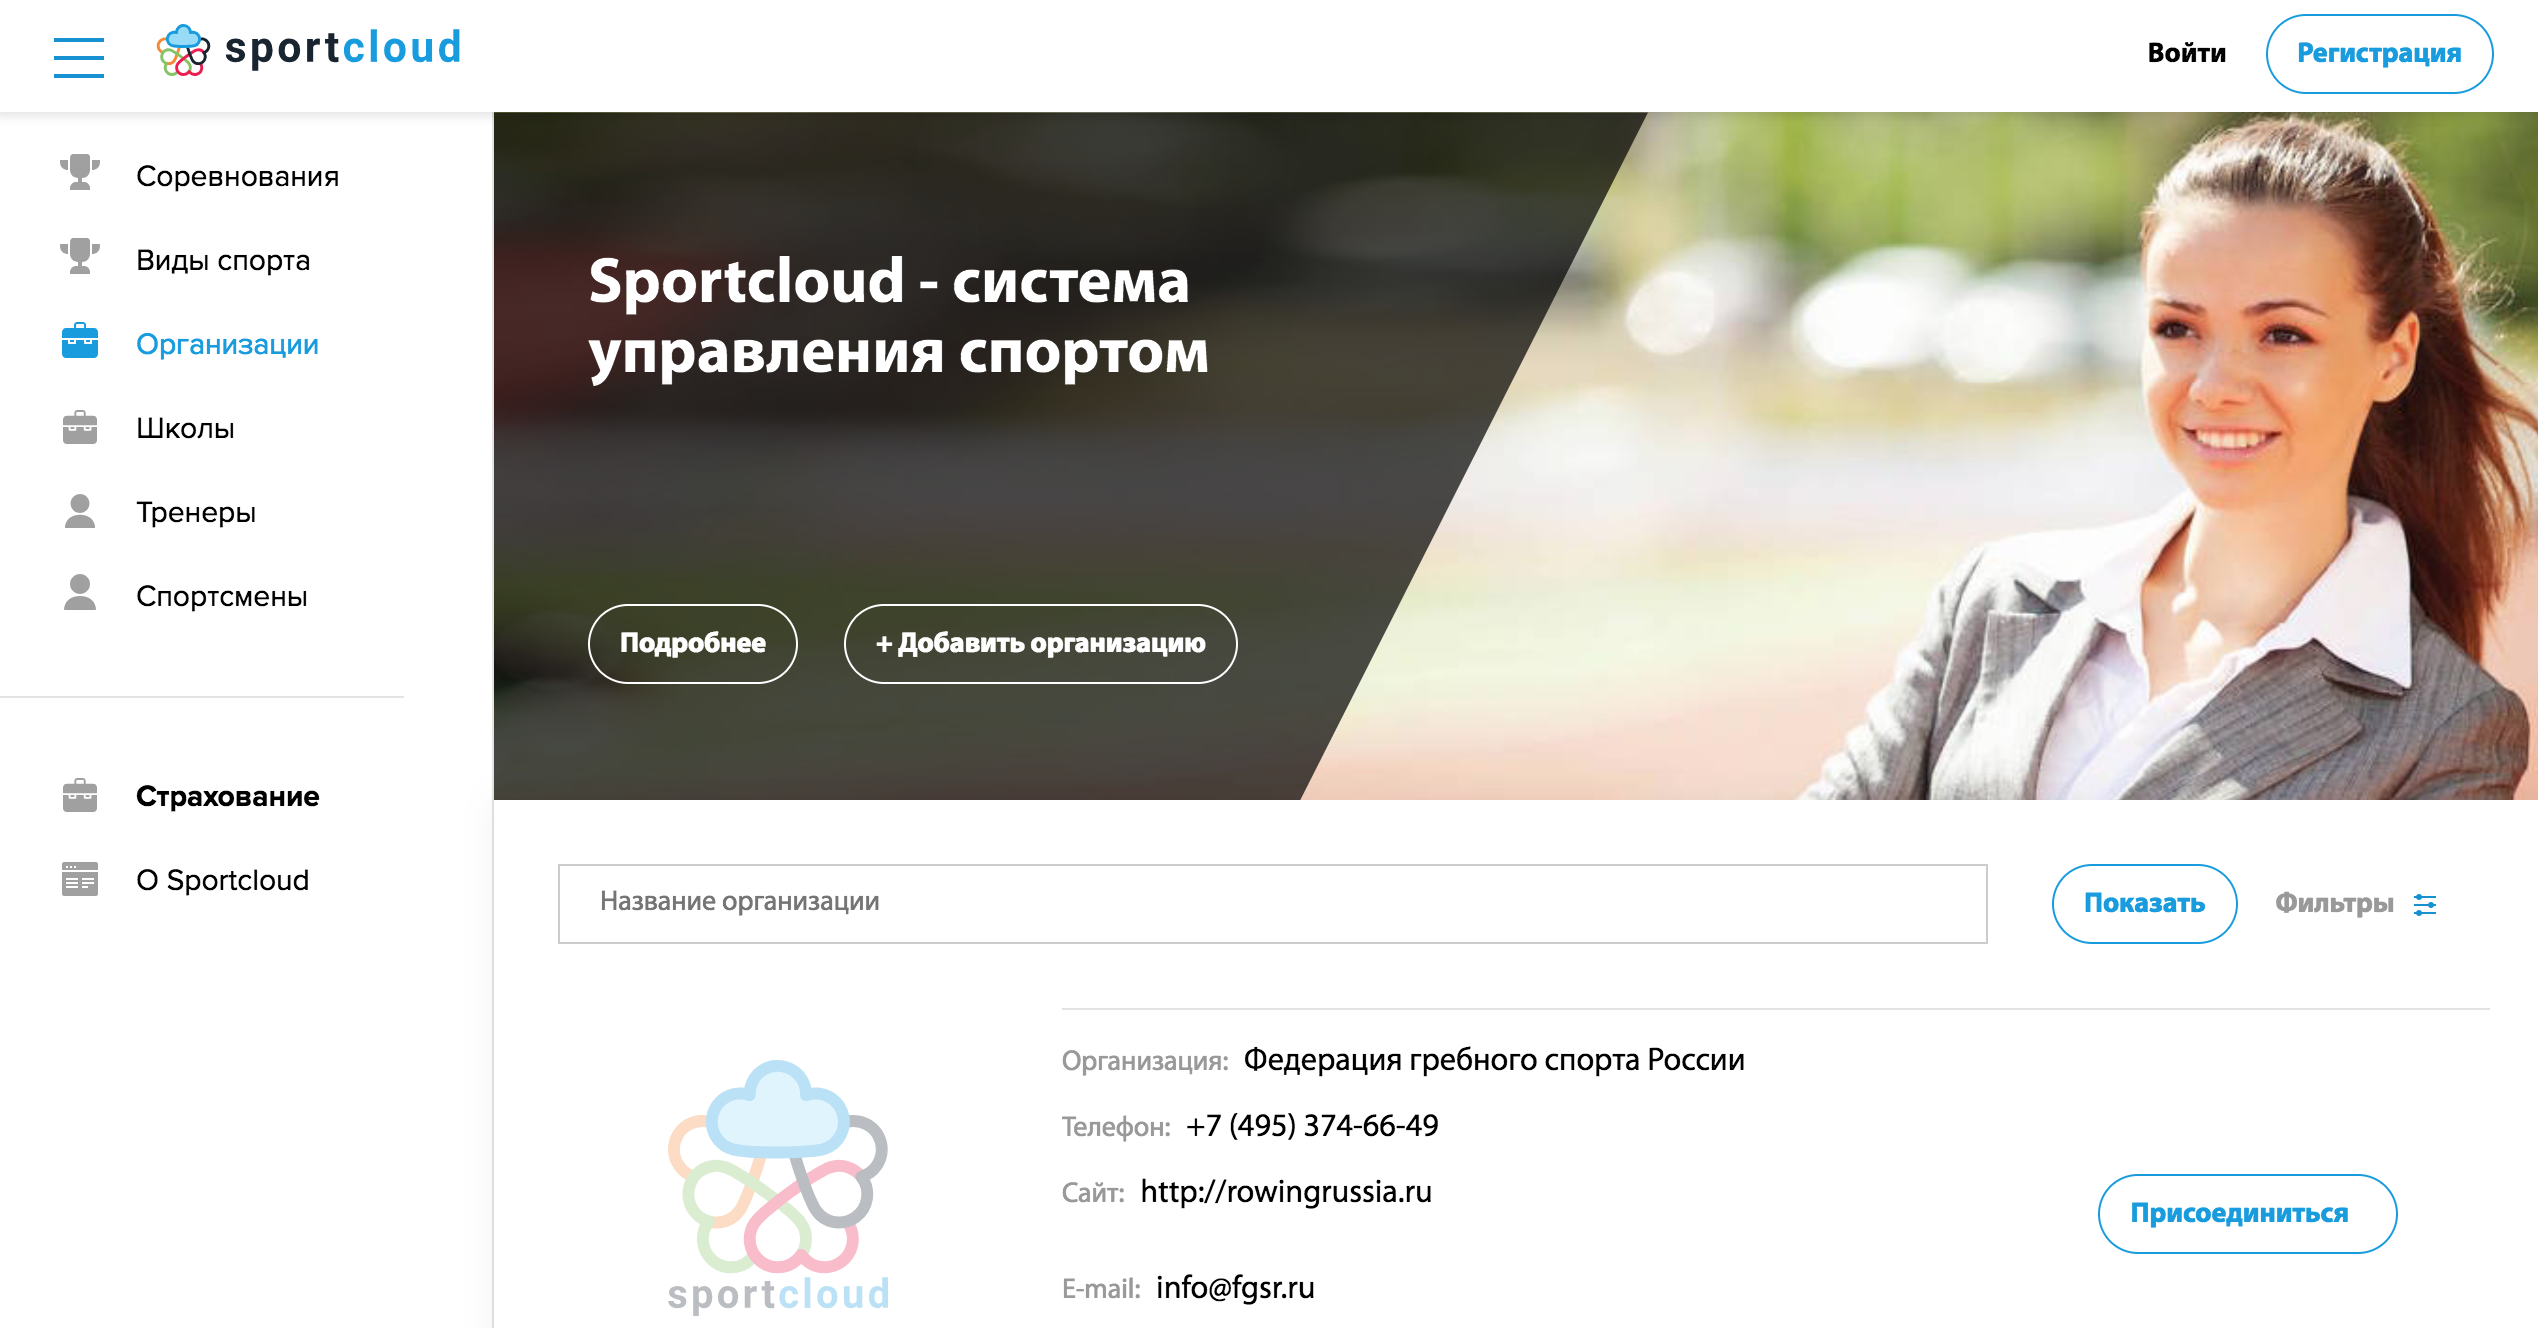 sportcloud
Войти
Регистрация
Соревнования
Виды спорта
Организации
Школы
Тренеры
Спортсмены
Страхование
О Sportcloud
Sportcloud - система
управления спортом
Подробнее
+ Добавить организацию
Название организации
Показать
Фильтры
sportcloud
Организация: Федерация гребного спорта России
Телефон: +7 (495) 374-66-49
Сайт: http://rowingrussia.ru
E-mail: info@fgsr.ru
Присоединиться